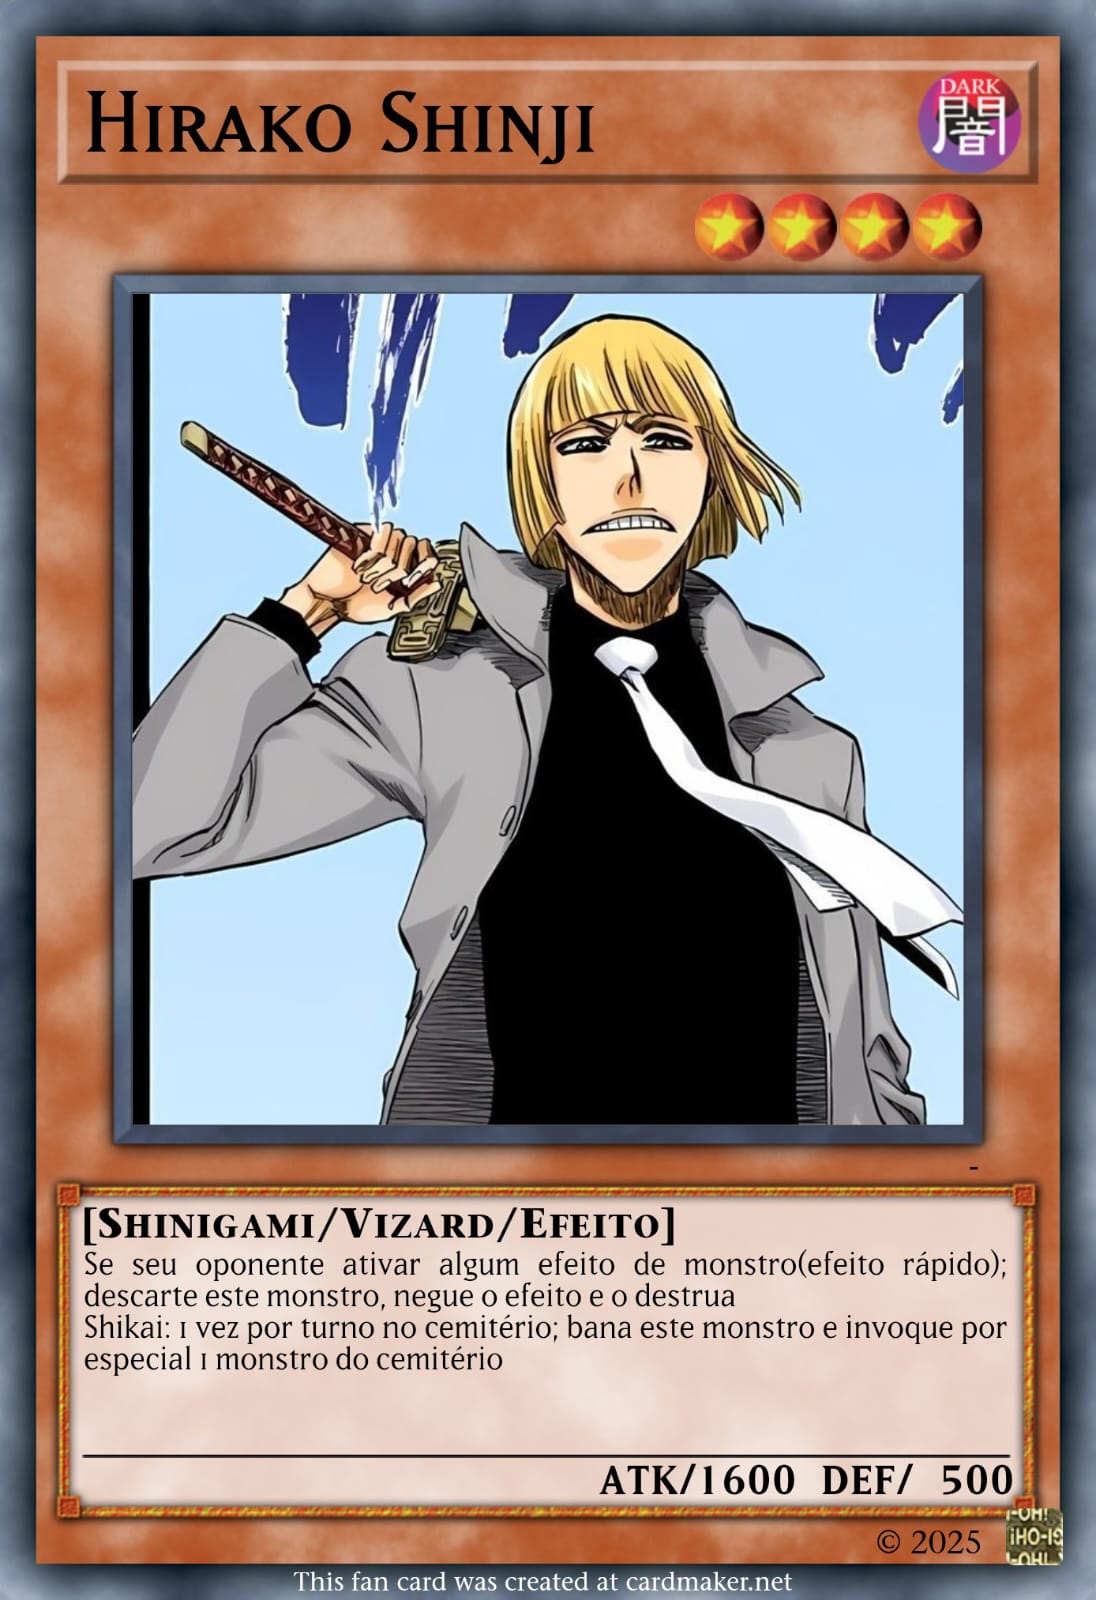 Hirako Shinji
DARK
闇
-
[Shinigami/Vizard/Efeito]
Se seu oponente ativar algum efeito de monstro(efeito rápido);
descarte este monstro, negue o efeito e o destrua
Shikai: 1 vez por turno no cemitério; bana este monstro e invoque por
especial 1 monstro do cemitério
ATK/1600 DEF/ 500
© 2025
This fan card was created at cardmaker.net